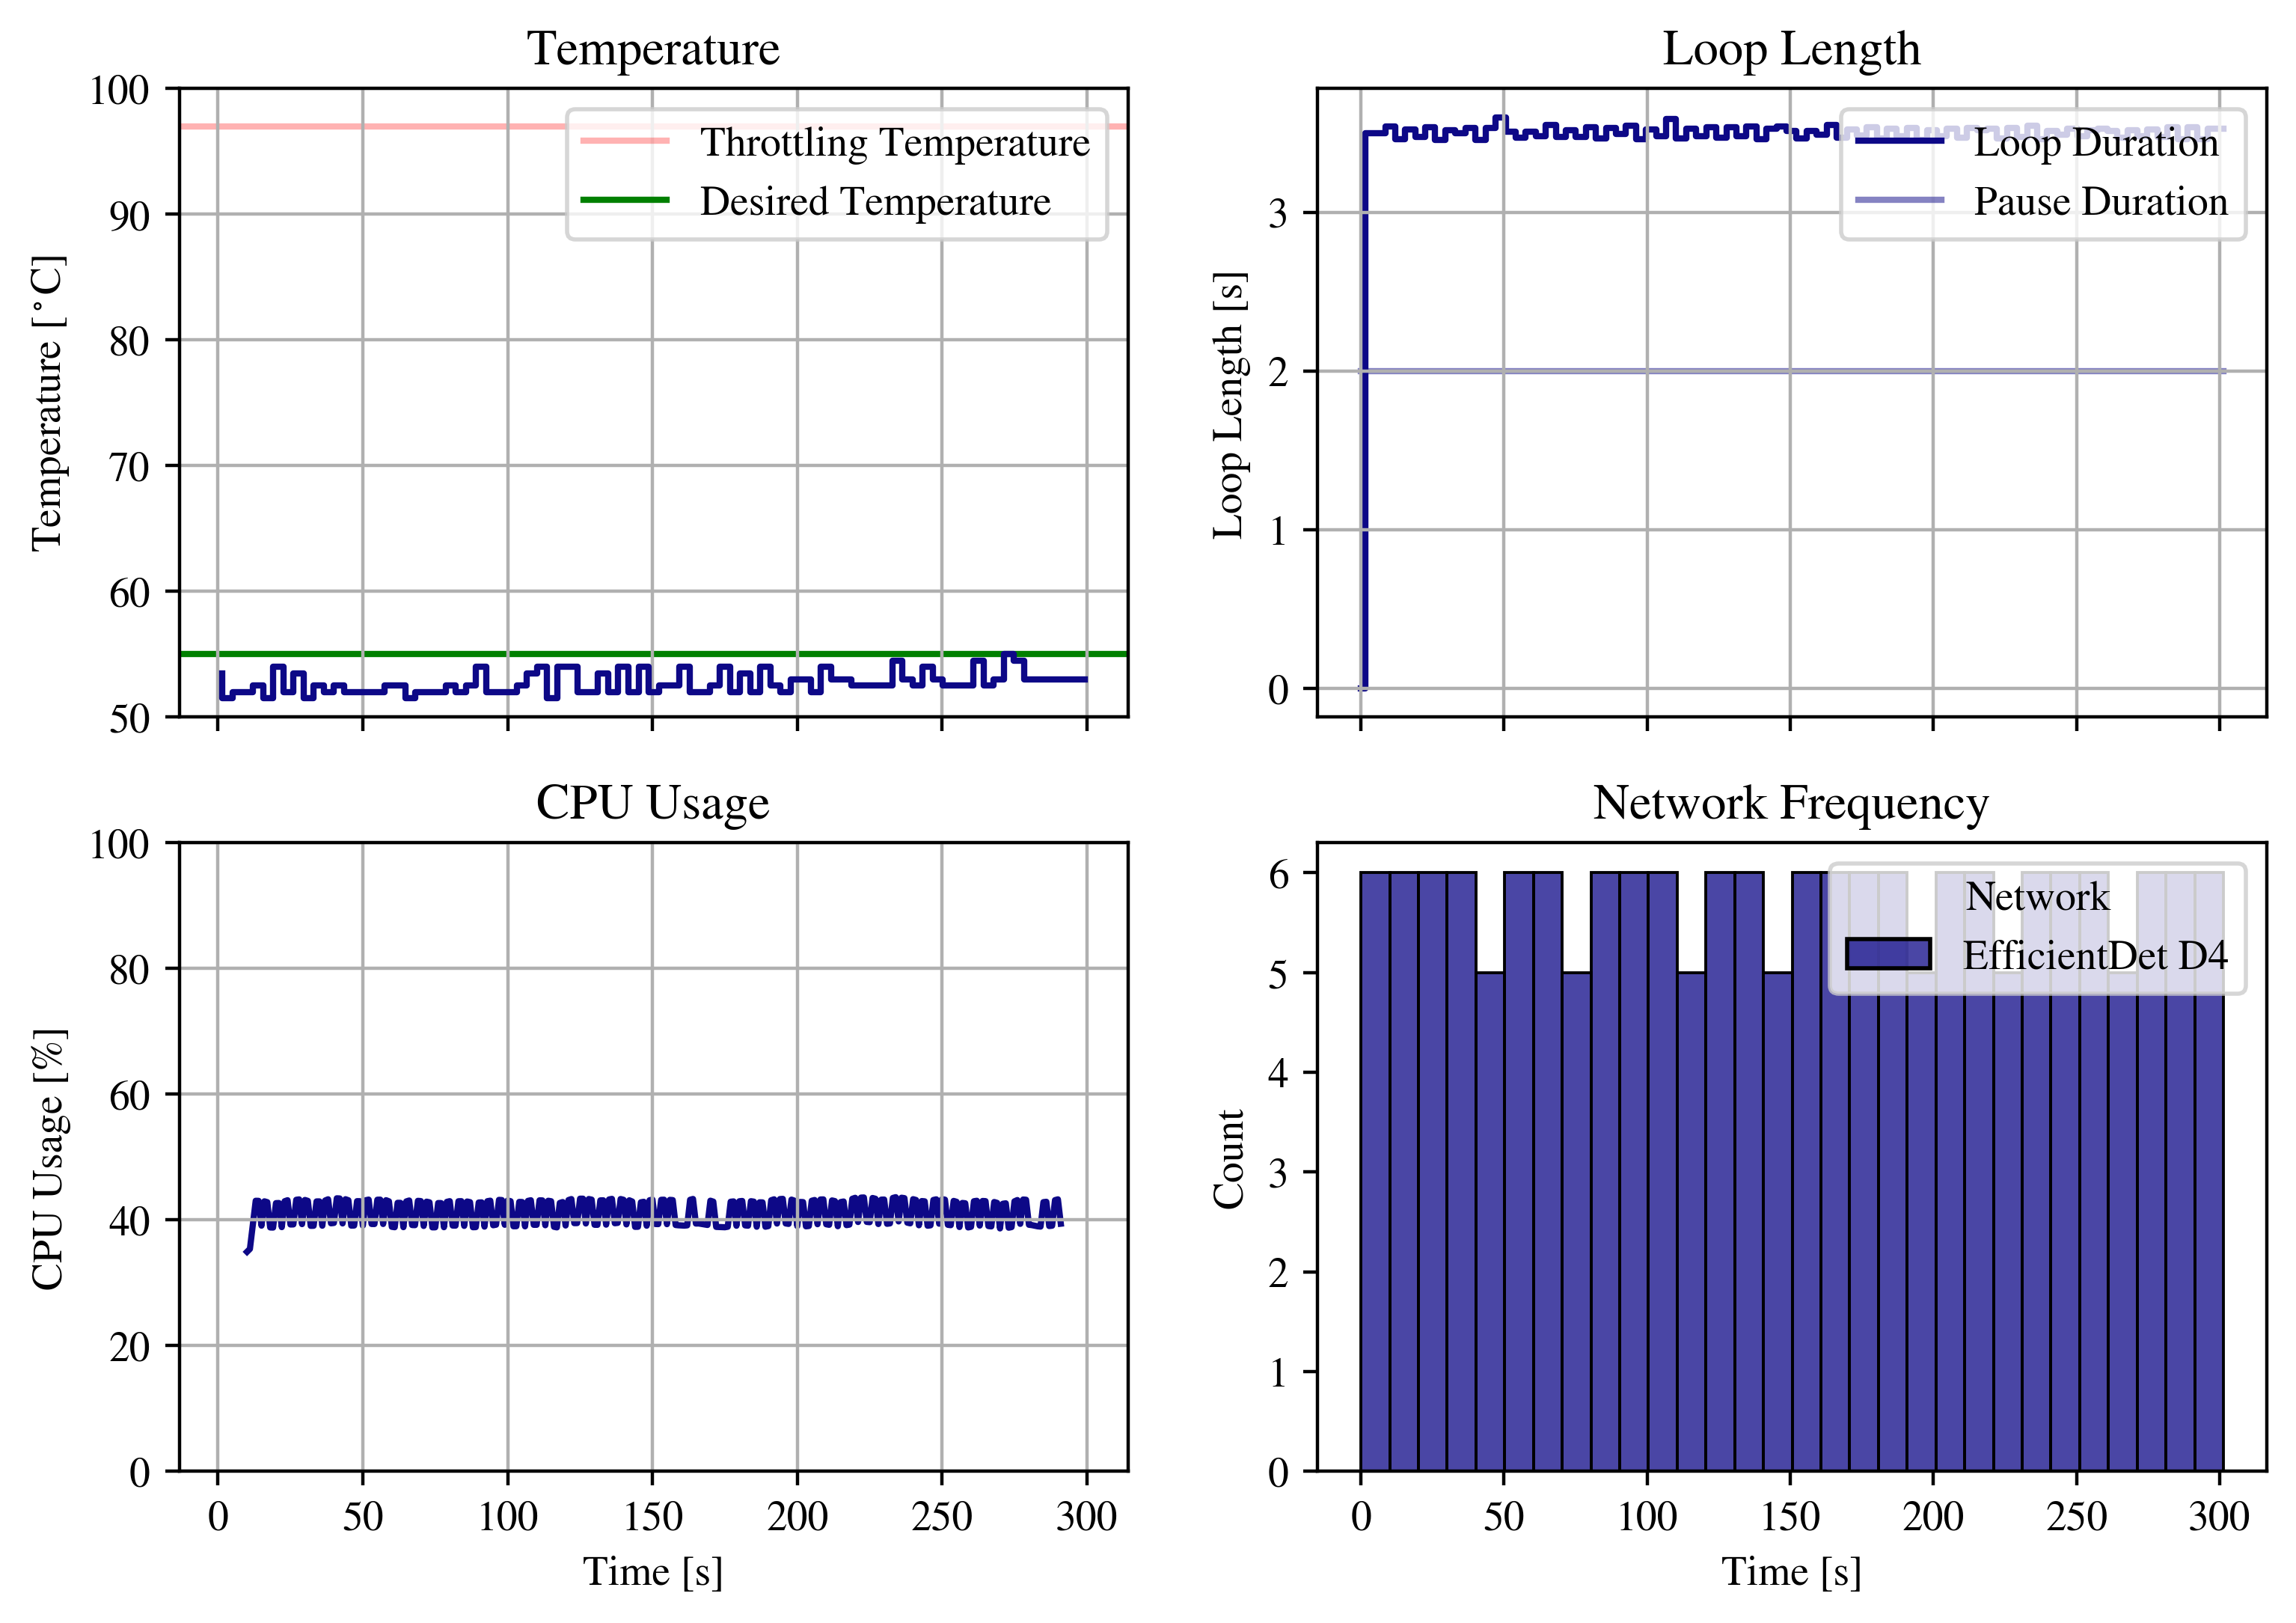 Temperature
100
90
80
70
60
50
Temperature [°C]
Throttling Temperature
Desired Temperature
Loop Length
3
2
1
0
Loop Length [s]
Loop Duration
Pause Duration
CPU Usage
100
80
60
40
20
0
CPU Usage [%]
0 50 100 150 200 250 300
Time [s]
Network Frequency
6
5
4
3
2
1
0
Count
Network
EfficientDet D4
0 50 100 150 200 250 300
Time [s]